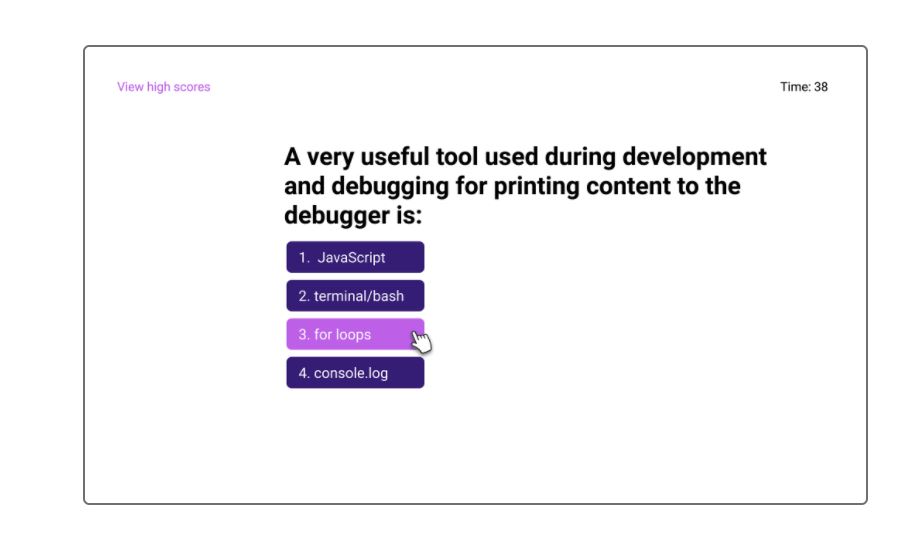 View high scores
Time: 38
A very useful tool used during development
and debugging for printing content to the
debugger is:
1. JavaScript
2. terminal/bash
3. for loops
4. console.log